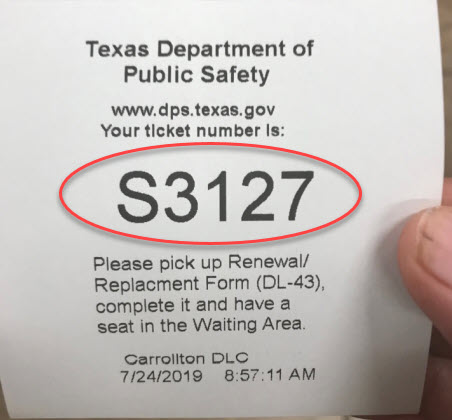 Texas Department of
Public Safety
www.dps.texas.gov
Your ticket number is:
S3127
Please pick up Renewal/
Replacment Form (DL-43),
complete it and have a
seat in the Waiting Area.
Carrollton DLC
7/24/2019 8:57:11 AM